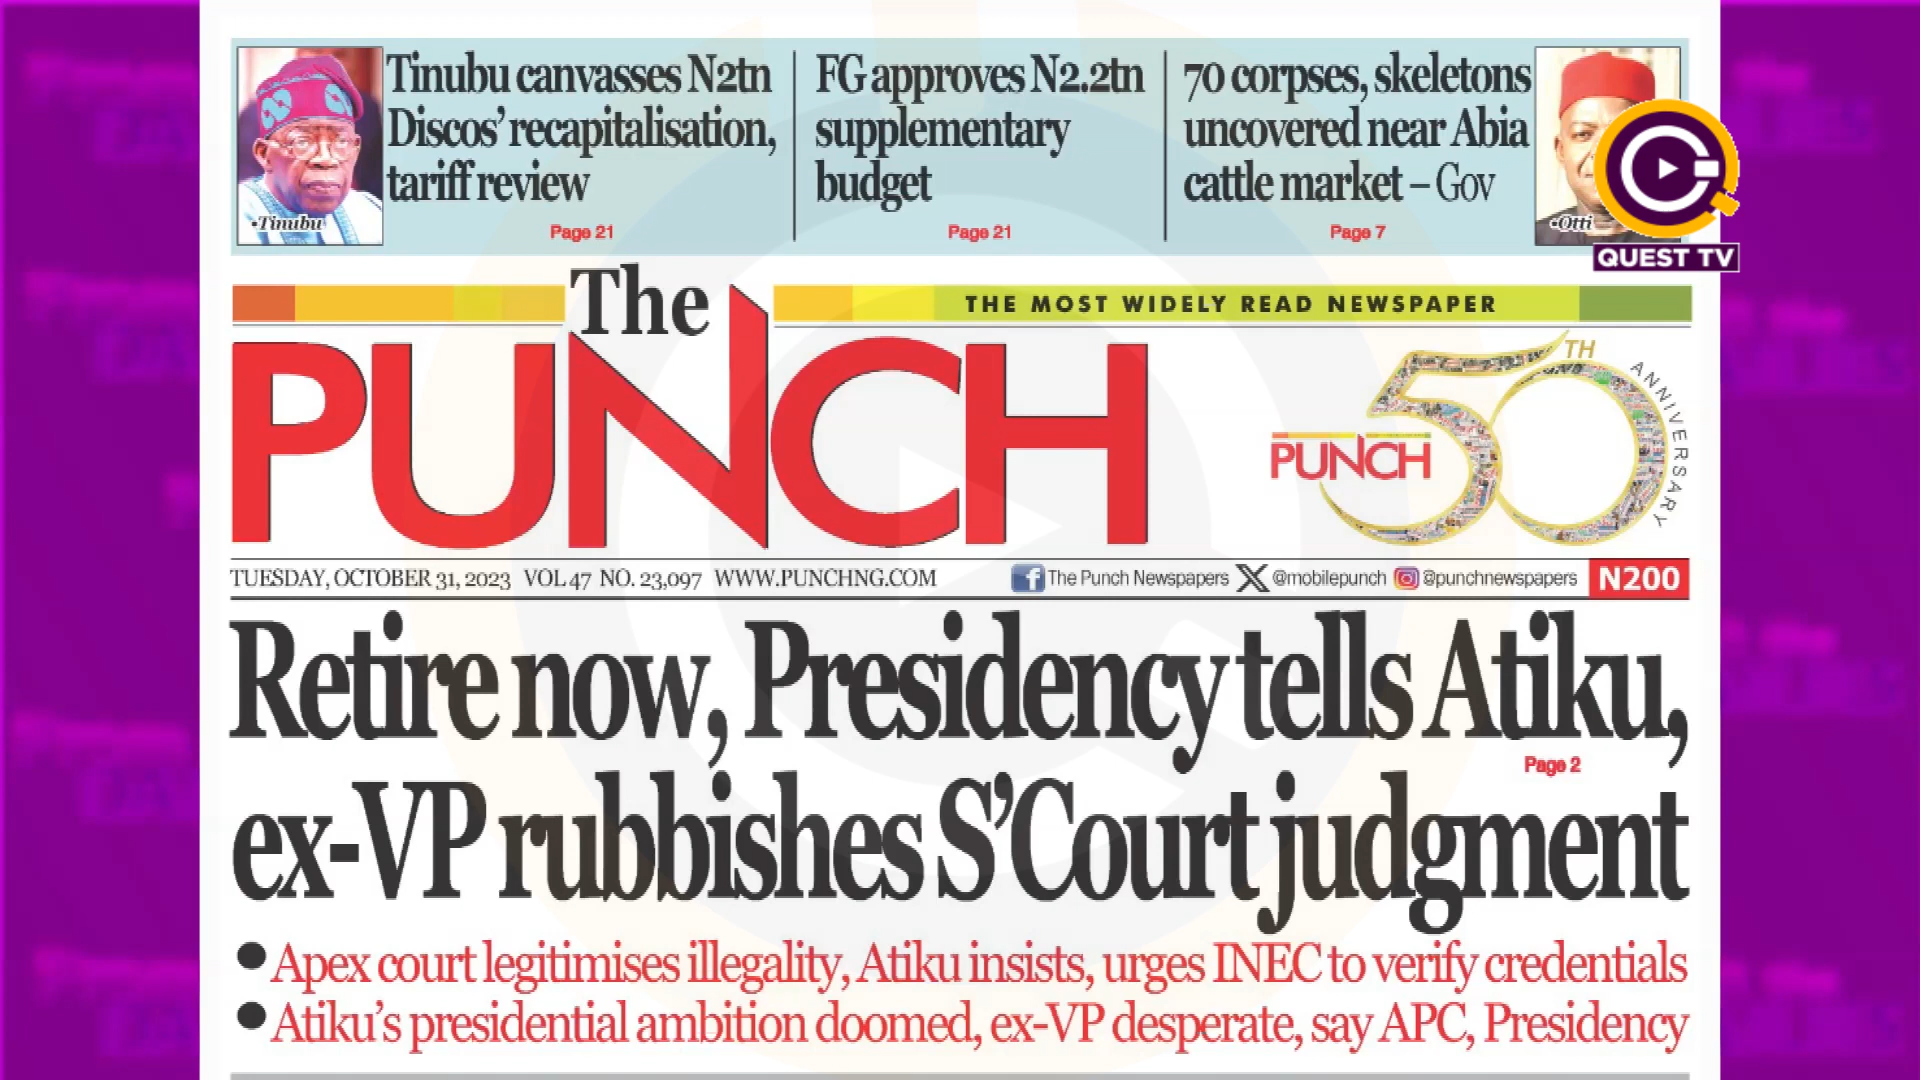 Tinubu canvasses N2tn
Discos' recapitalisation,
tariff review
Page 21
•Tinubu
FG approves N2.2tn
supplementary
budget
Page 21
70 corpses, skeletons
uncovered near Abia
cattle market – Gov
Page 7
•Otti
QUEST TV
The
PUNCH
THE MOST WIDELY READ NEWSPAPER
PUNCH
50TH
ANNIVERSARY
TUESDAY, OCTOBER 31, 2023 VOL 47 NO. 23,097 WWW.PUNCHNG.COM
The Punch Newspapers @mobilepunch @punchnewspapers N200
Retire now, Presidency tells Atiku,
Page 2
ex-VP rubbishes S'Court judgment
•Apex court legitimises illegality, Atiku insists, urges INEC to verify credentials
•Atiku's presidential ambition doomed, ex-VP desperate, say APC, Presidency